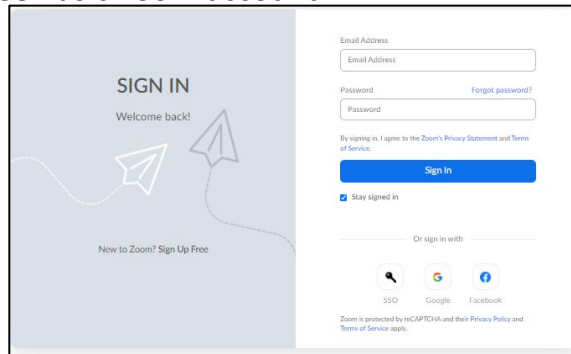 SIGN IN
Welcome back!
New to Zoom? Sign Up Free
Email Address
Email Address
Password Forgot password?
Password
By signing in, I agree to the Zoom's Privacy Statement and Terms
of Service.
Sign In
Stay signed in
Or sign in with
SSO Google Facebook
Zoom is protected by reCAPTCHA and their Privacy Policy and
Terms of Service apply.